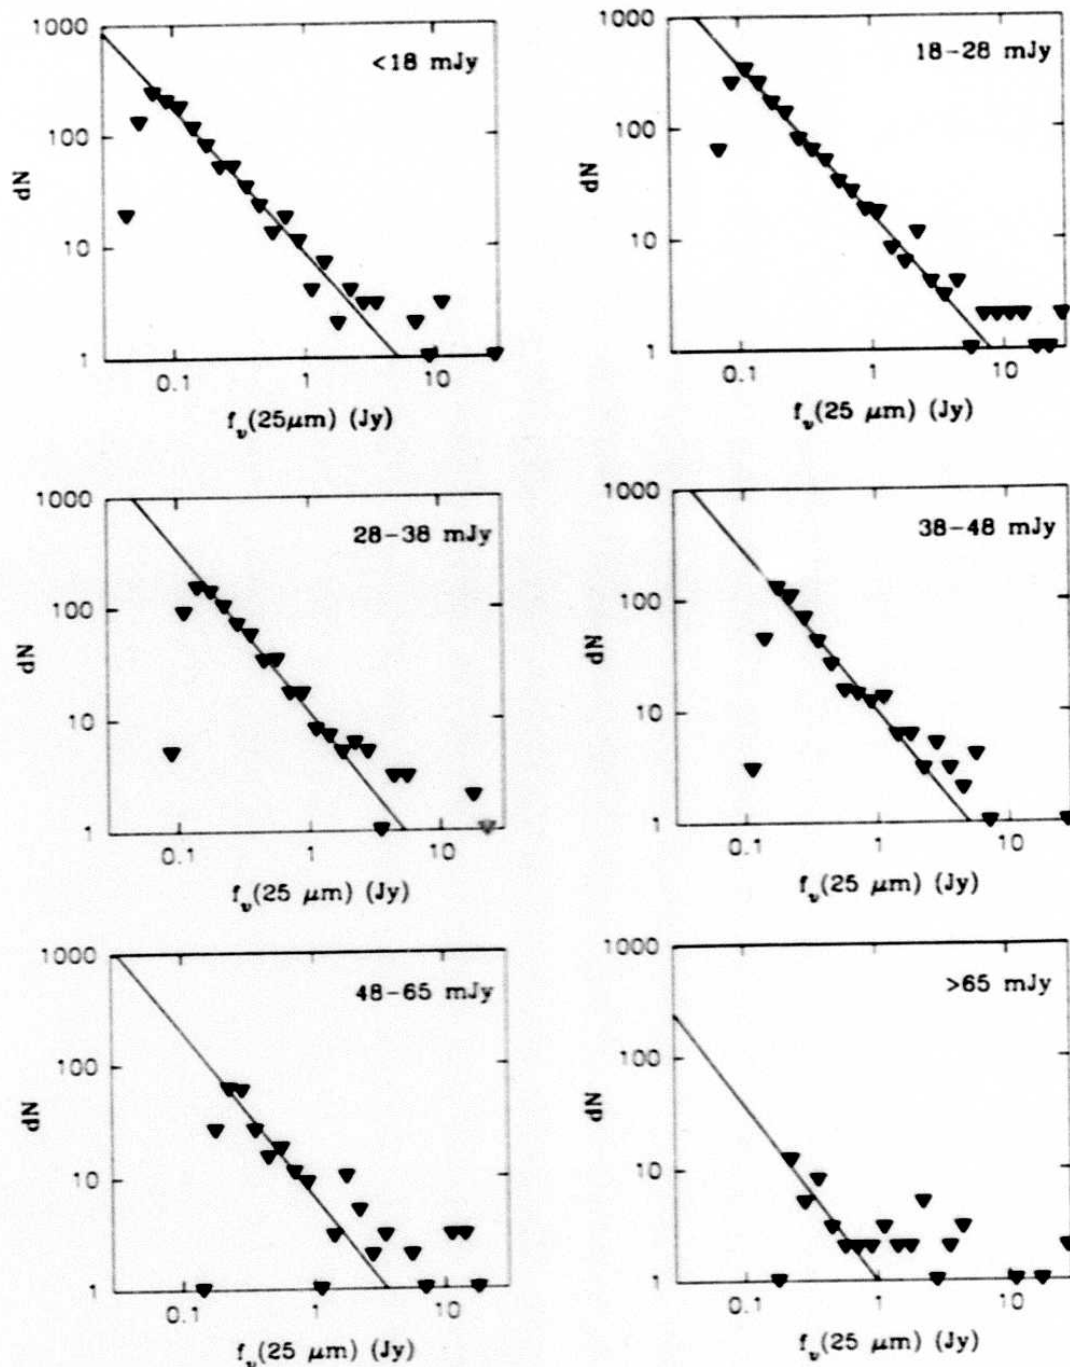 1000
<18 mJy
100
dN
10
1
0.1 1 10
f_ν(25μm) (Jy)
1000
18-28 mJy
100
dN
10
1
0.1 1 10
f_ν(25 μm) (Jy)
1000
28-38 mJy
100
dN
10
1
0.1 1 10
f_ν(25 μm) (Jy)
1000
38-48 mJy
100
dN
10
1
0.1 1 10
f_ν(25 μm) (Jy)
1000
48-65 mJy
100
dN
10
1
0.1 1 10
f_ν(25 μm) (Jy)
1000
>65 mJy
100
dN
10
1
0.1 1 10
f_ν(25 μm) (Jy)